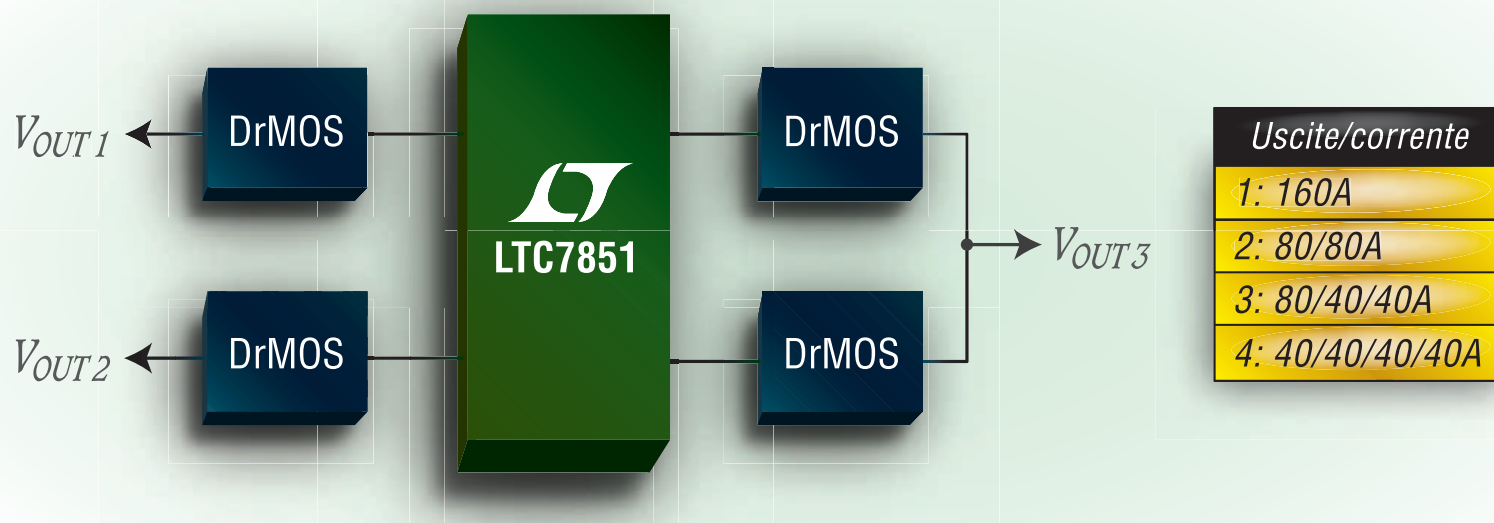 VOUT 1
DrMOS
LTC7851
DrMOS
VOUT 2
DrMOS
DrMOS
VOUT 3
Uscite/corrente
1: 160A
2: 80/80A
3: 80/40/40A
4: 40/40/40/40A